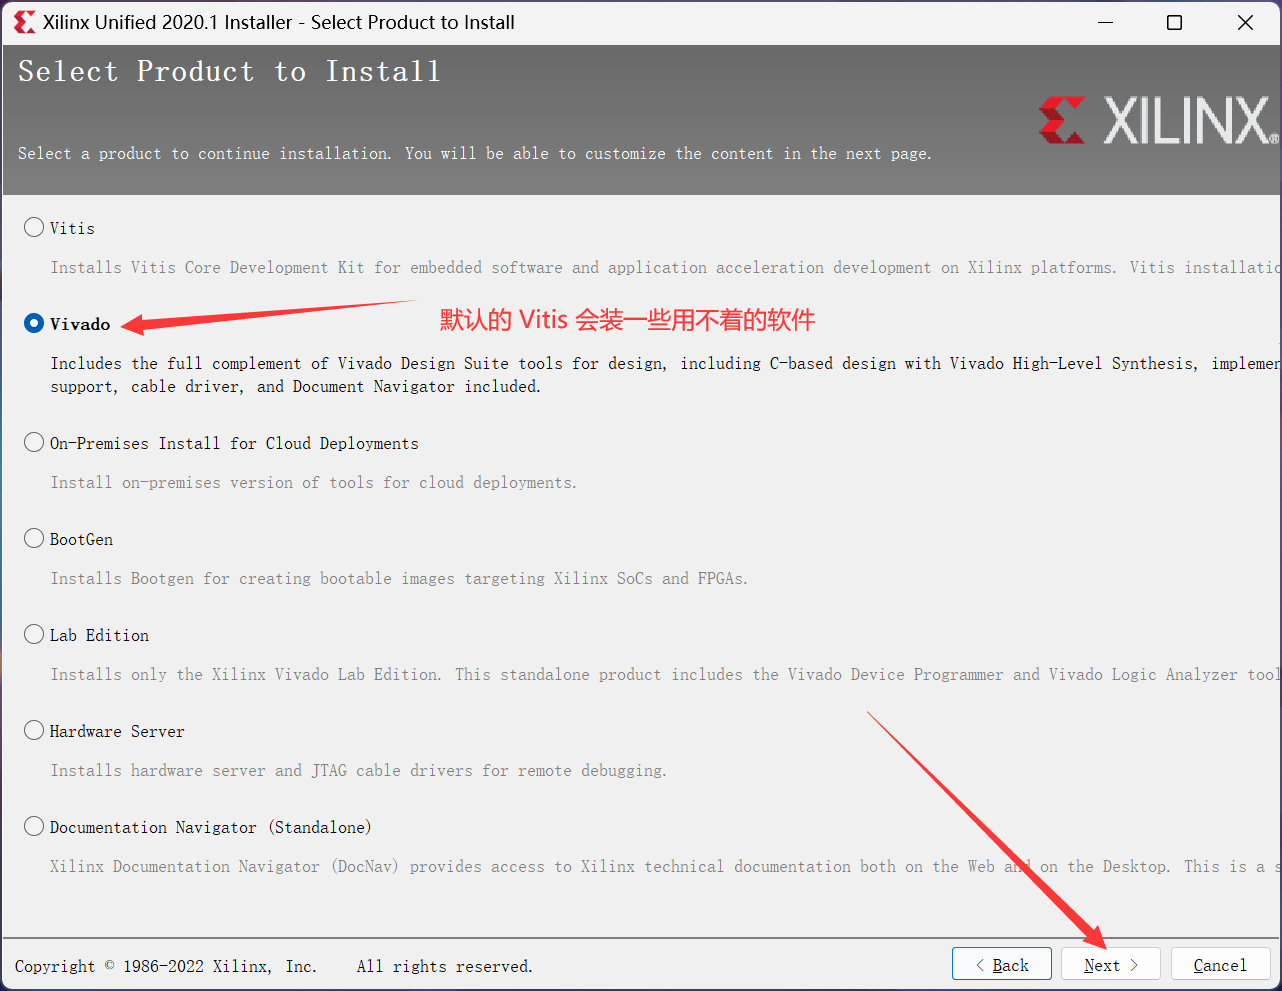 Xilinx Unified 2020.1 Installer - Select Product to Install
Select Product to Install
XILINX®
Select a product to continue installation. You will be able to customize the content in the next page.
Vitis
Installs Vitis Core Development Kit for embedded software and application acceleration development on Xilinx platforms. Vitis
Vivado
默认的 Vitis 会装一些用不着的软件
Includes the full complement of Vivado Design Suite tools for design, including C-based design with Vivado High-Level Synthesis,
support, cable driver, and Document Navigator included.
On-Premises Install for Cloud Deployments
Install on-premises version of tools for cloud deployments.
BootGen
Installs Bootgen for creating bootable images targeting Xilinx SoCs and FPGAs.
Lab Edition
Installs only the Xilinx Vivado Lab Edition. This standalone product includes the Vivado Device Programmer and Vivado Logic Analyzer tool
Hardware Server
Installs hardware server and JTAG cable drivers for remote debugging.
Documentation Navigator (Standalone)
Xilinx Documentation Navigator (DocNav) provides access to Xilinx technical documentation both on the Web and on the Desktop. This is a s
Copyright © 1986-2022 Xilinx, Inc. All rights reserved.
< Back
Next >
Cancel